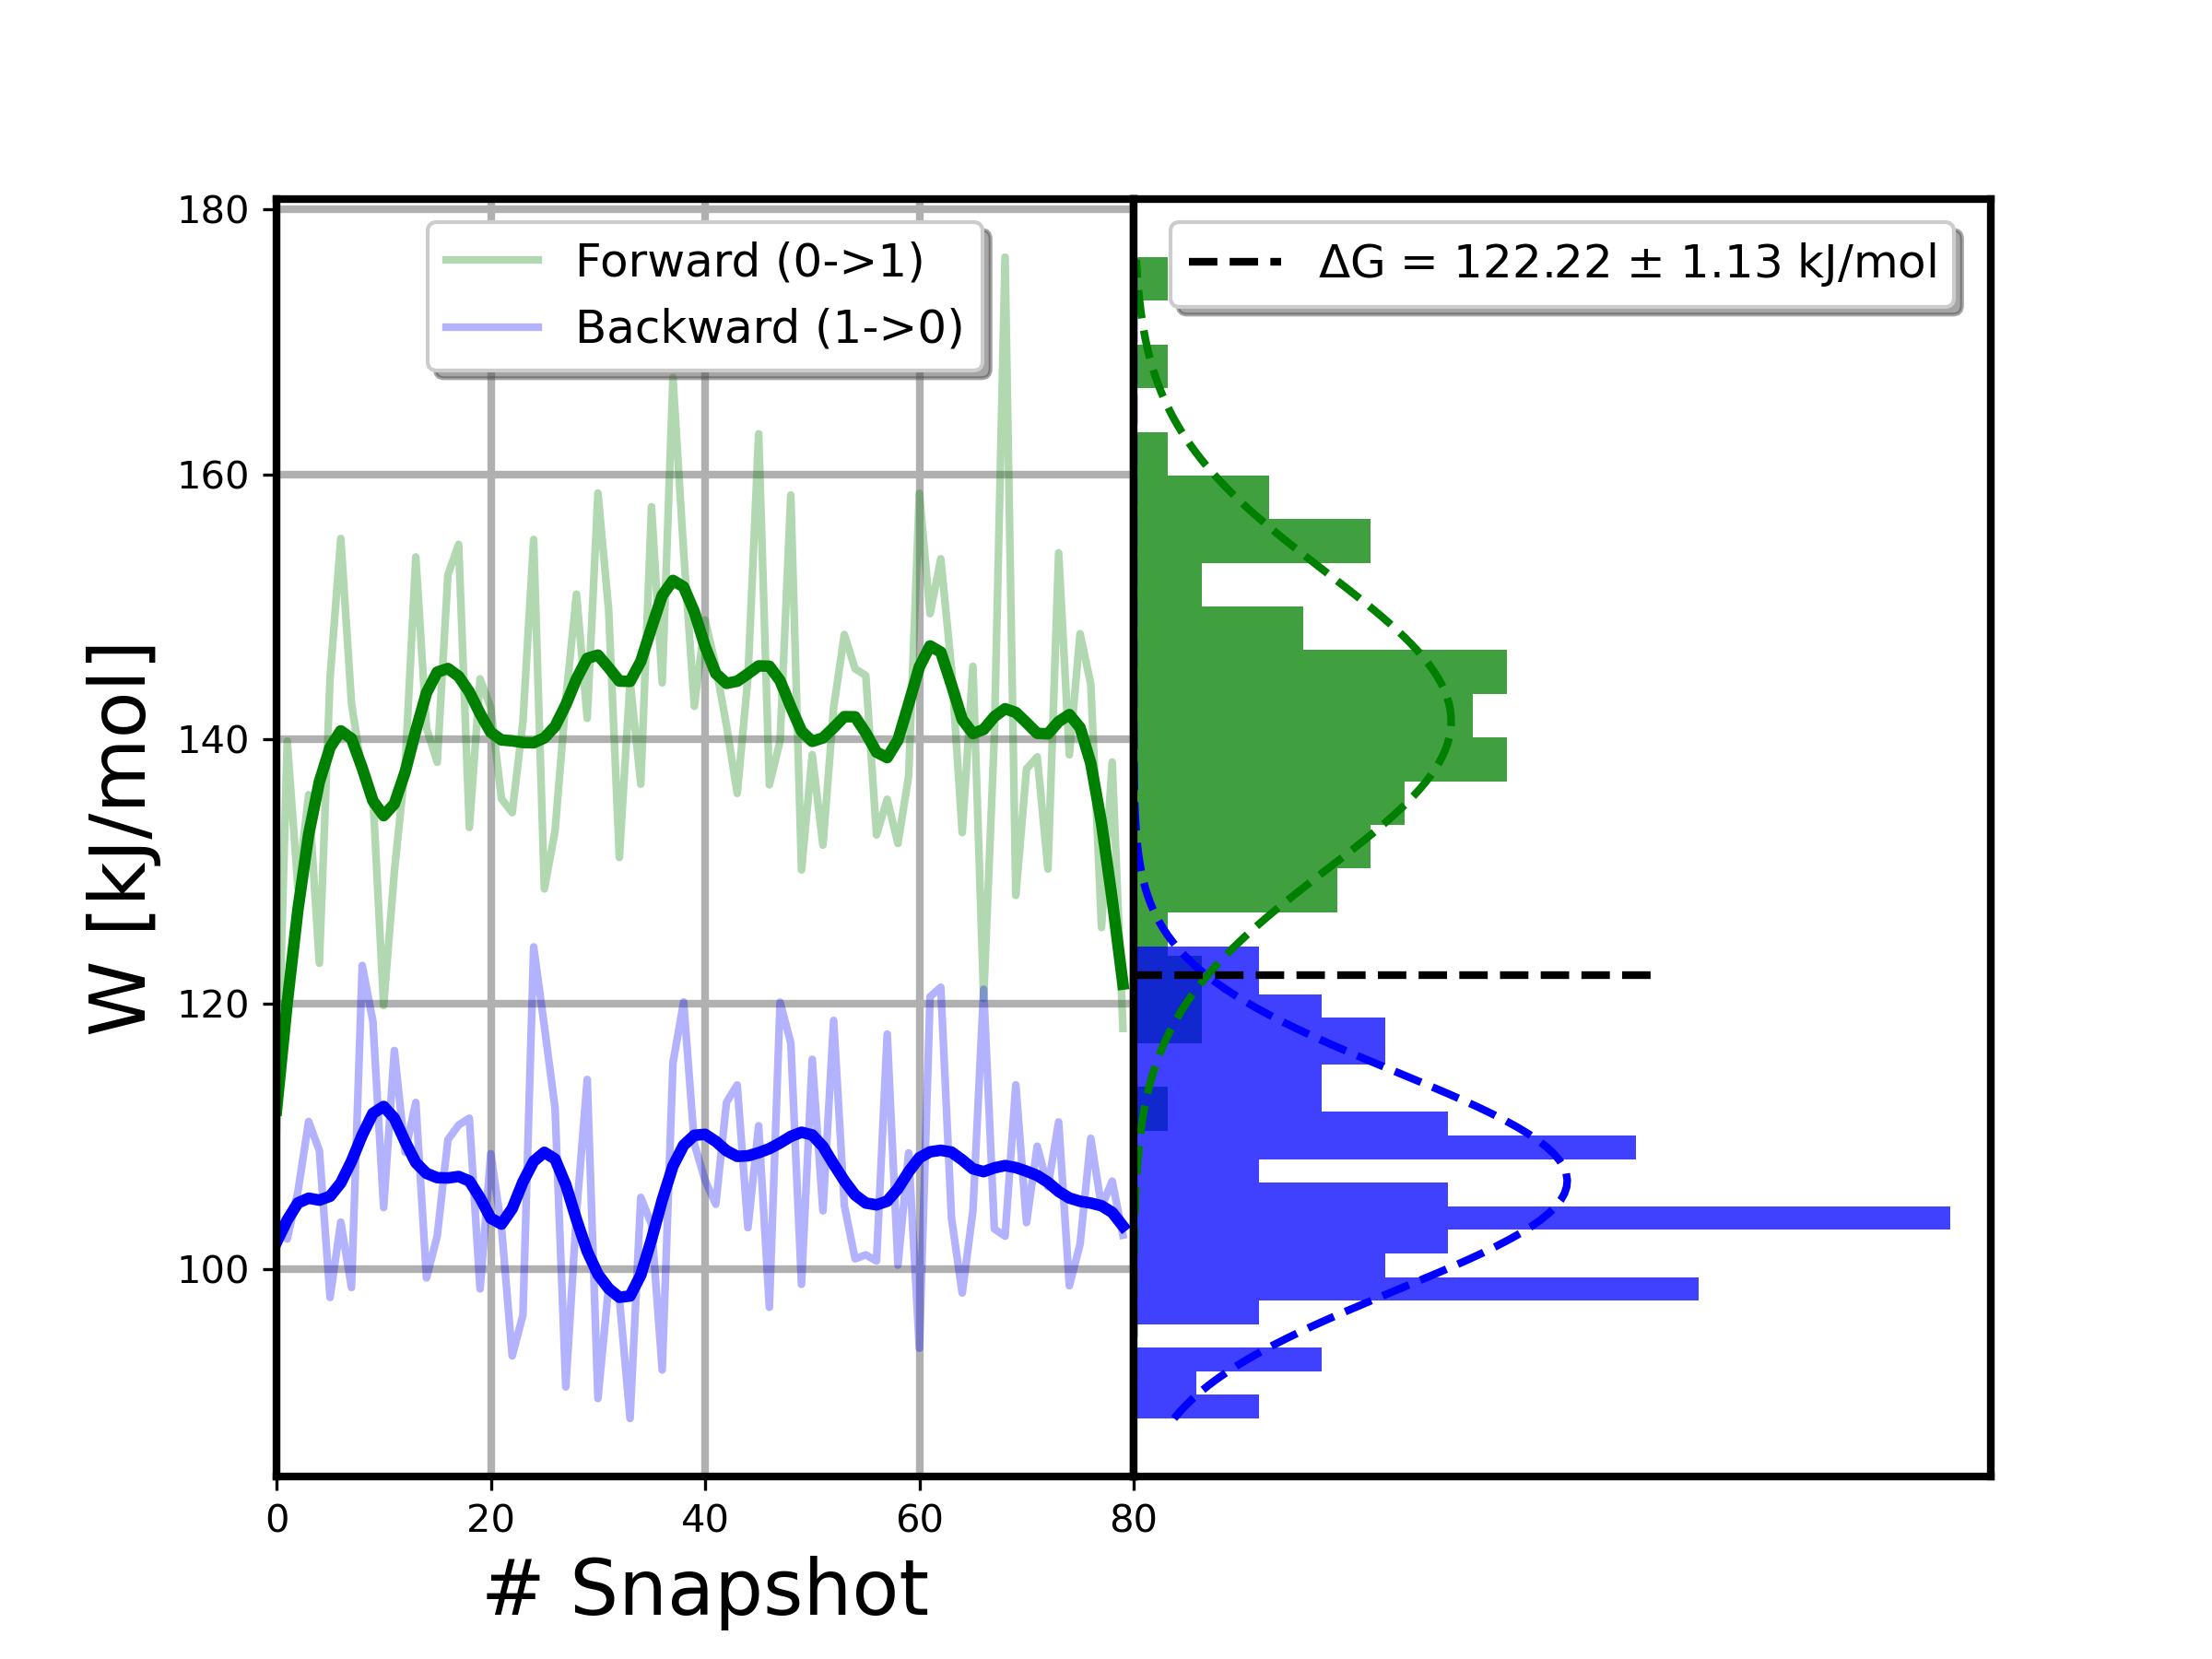 180
160
140
120
100
W [kJ/mol]
Forward (0->1)
Backward (1->0)
ΔG = 122.22 ± 1.13 kJ/mol
0 20 40 60 80
# Snapshot